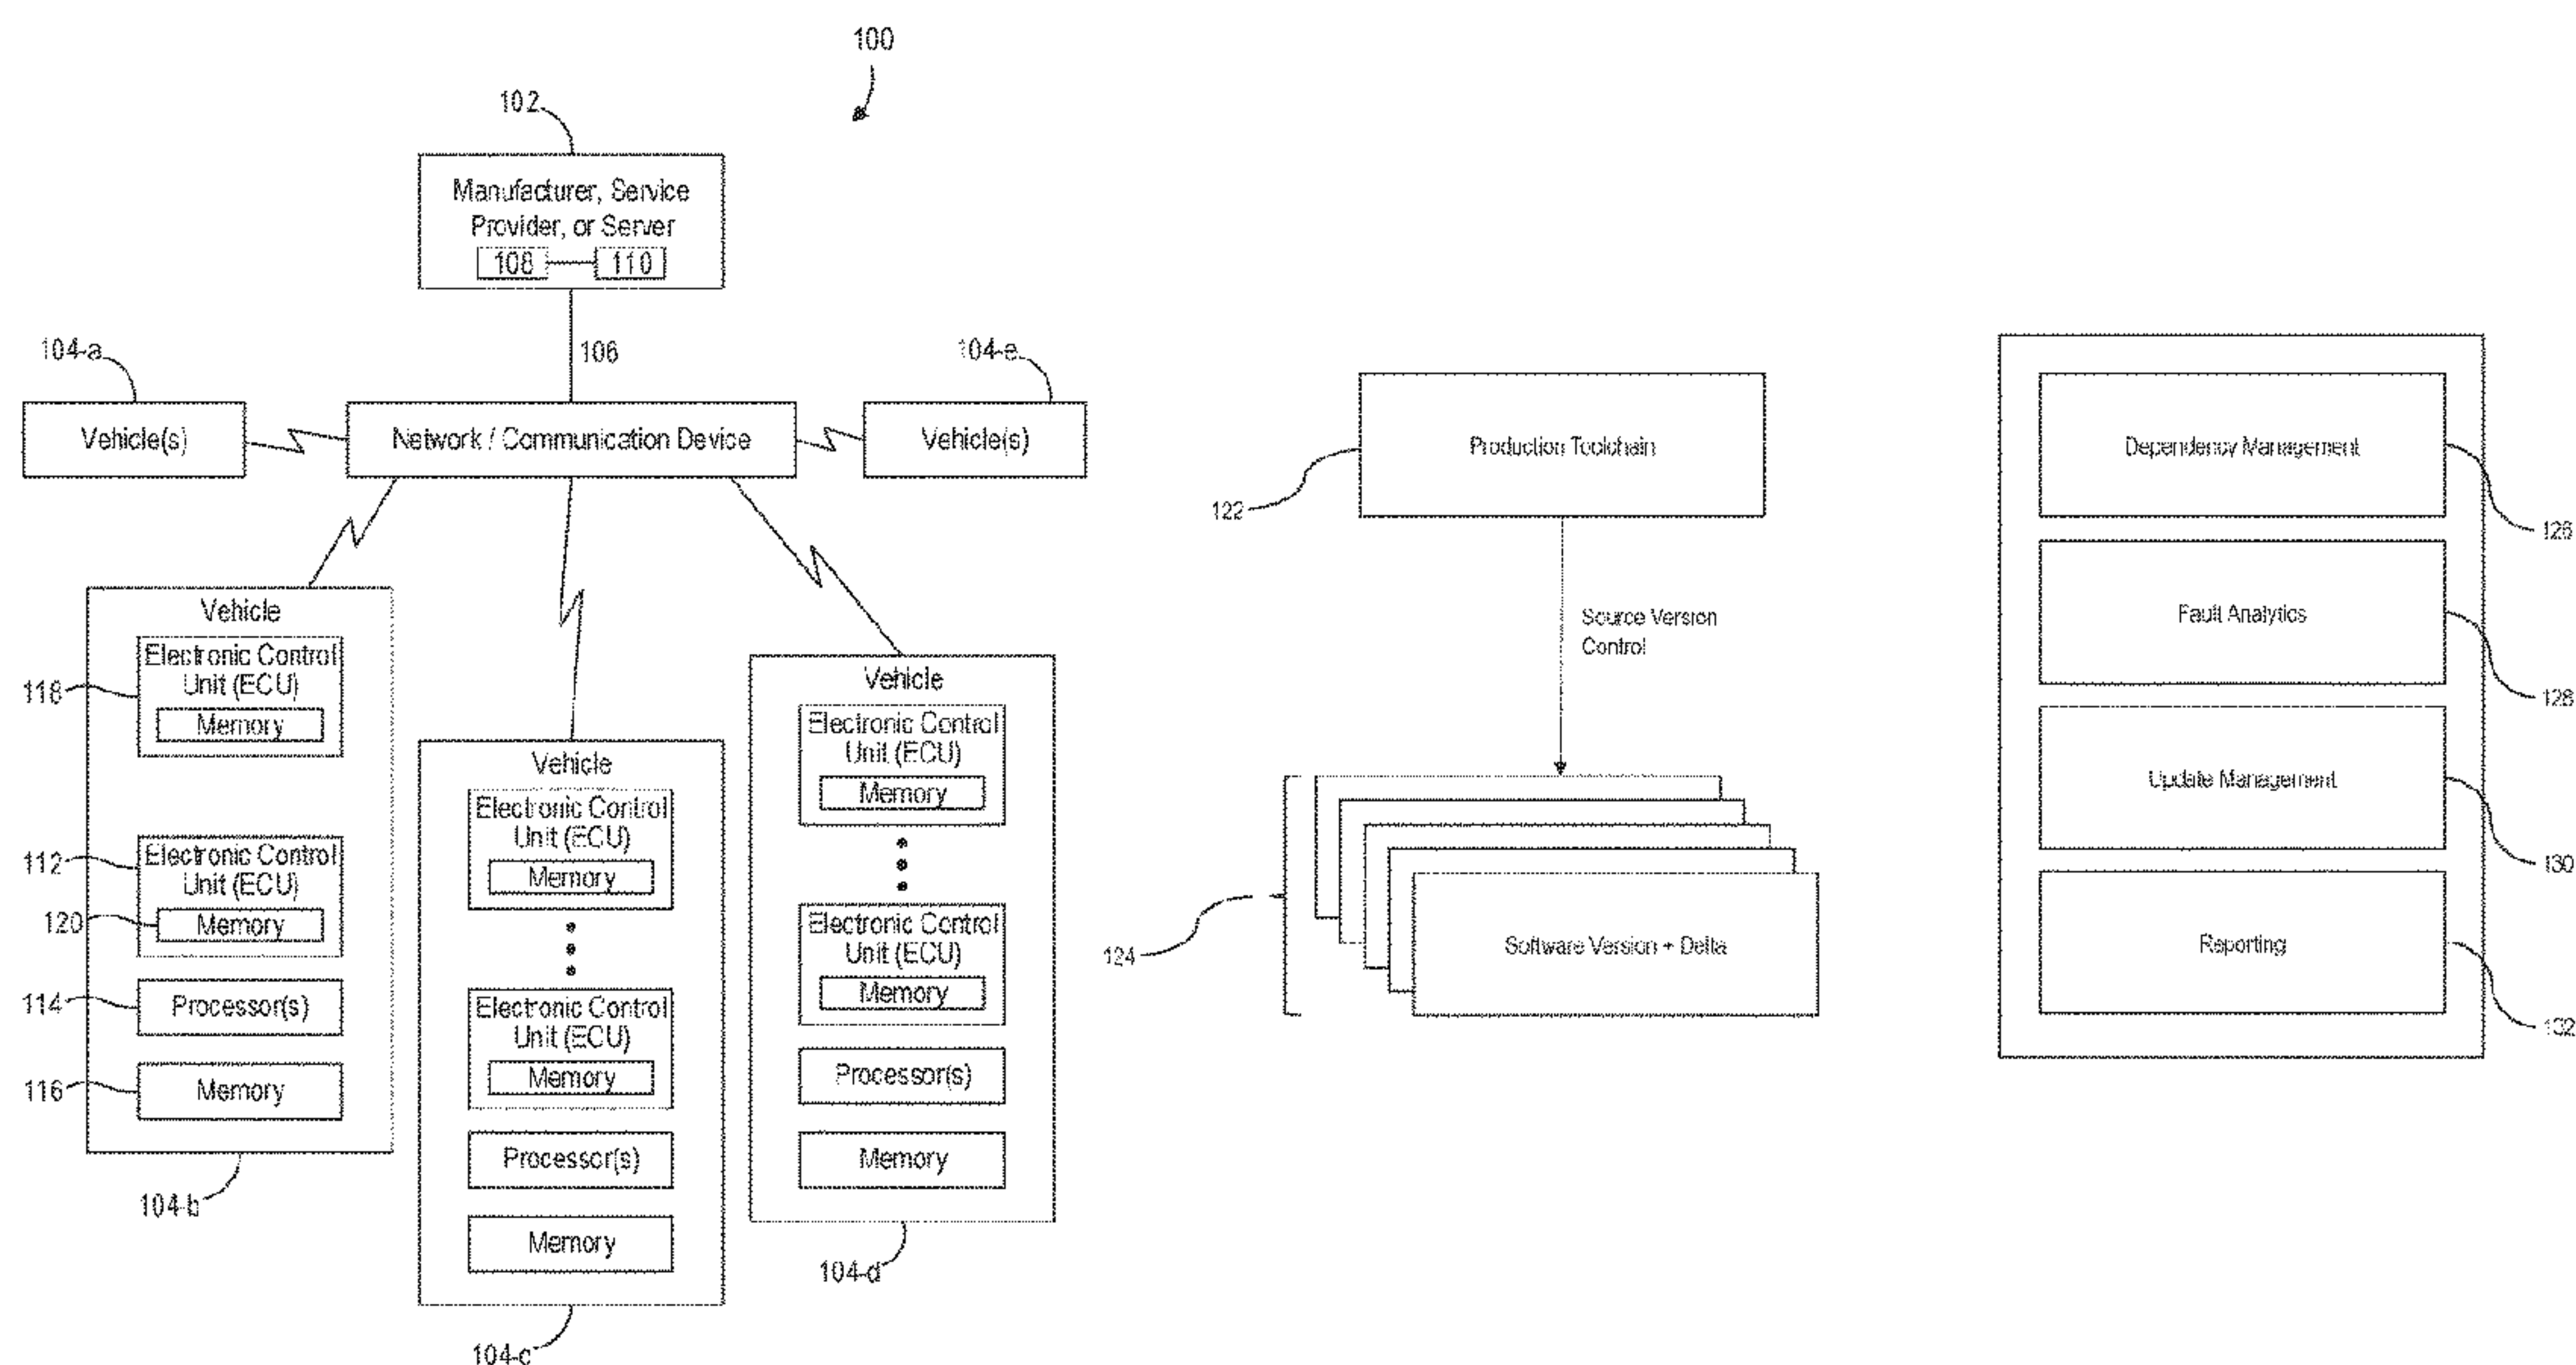 100
102
Manufacturer, Service
Provider, or Server
108
110
106
104-a
104-e
Vehicle(s)
Network / Communication Device
Vehicle(s)
Vehicle
Electronic Control
Unit (ECU)
Memory
118
Electronic Control
Unit (ECU)
Memory
112
120
Processor(s)
114
Memory
116
104-b
Vehicle
Electronic Control
Unit (ECU)
Memory
Electronic Control
Unit (ECU)
Memory
Processor(s)
Memory
104-c
Vehicle
Electronic Control
Unit (ECU)
Memory
Electronic Control
Unit (ECU)
Memory
Processor(s)
Memory
104-d
Production Toolchain
122
Source Version
Control
Software Version + Delta
124
Dependency Management
126
Fault Analytics
128
Update Management
130
Reporting
132